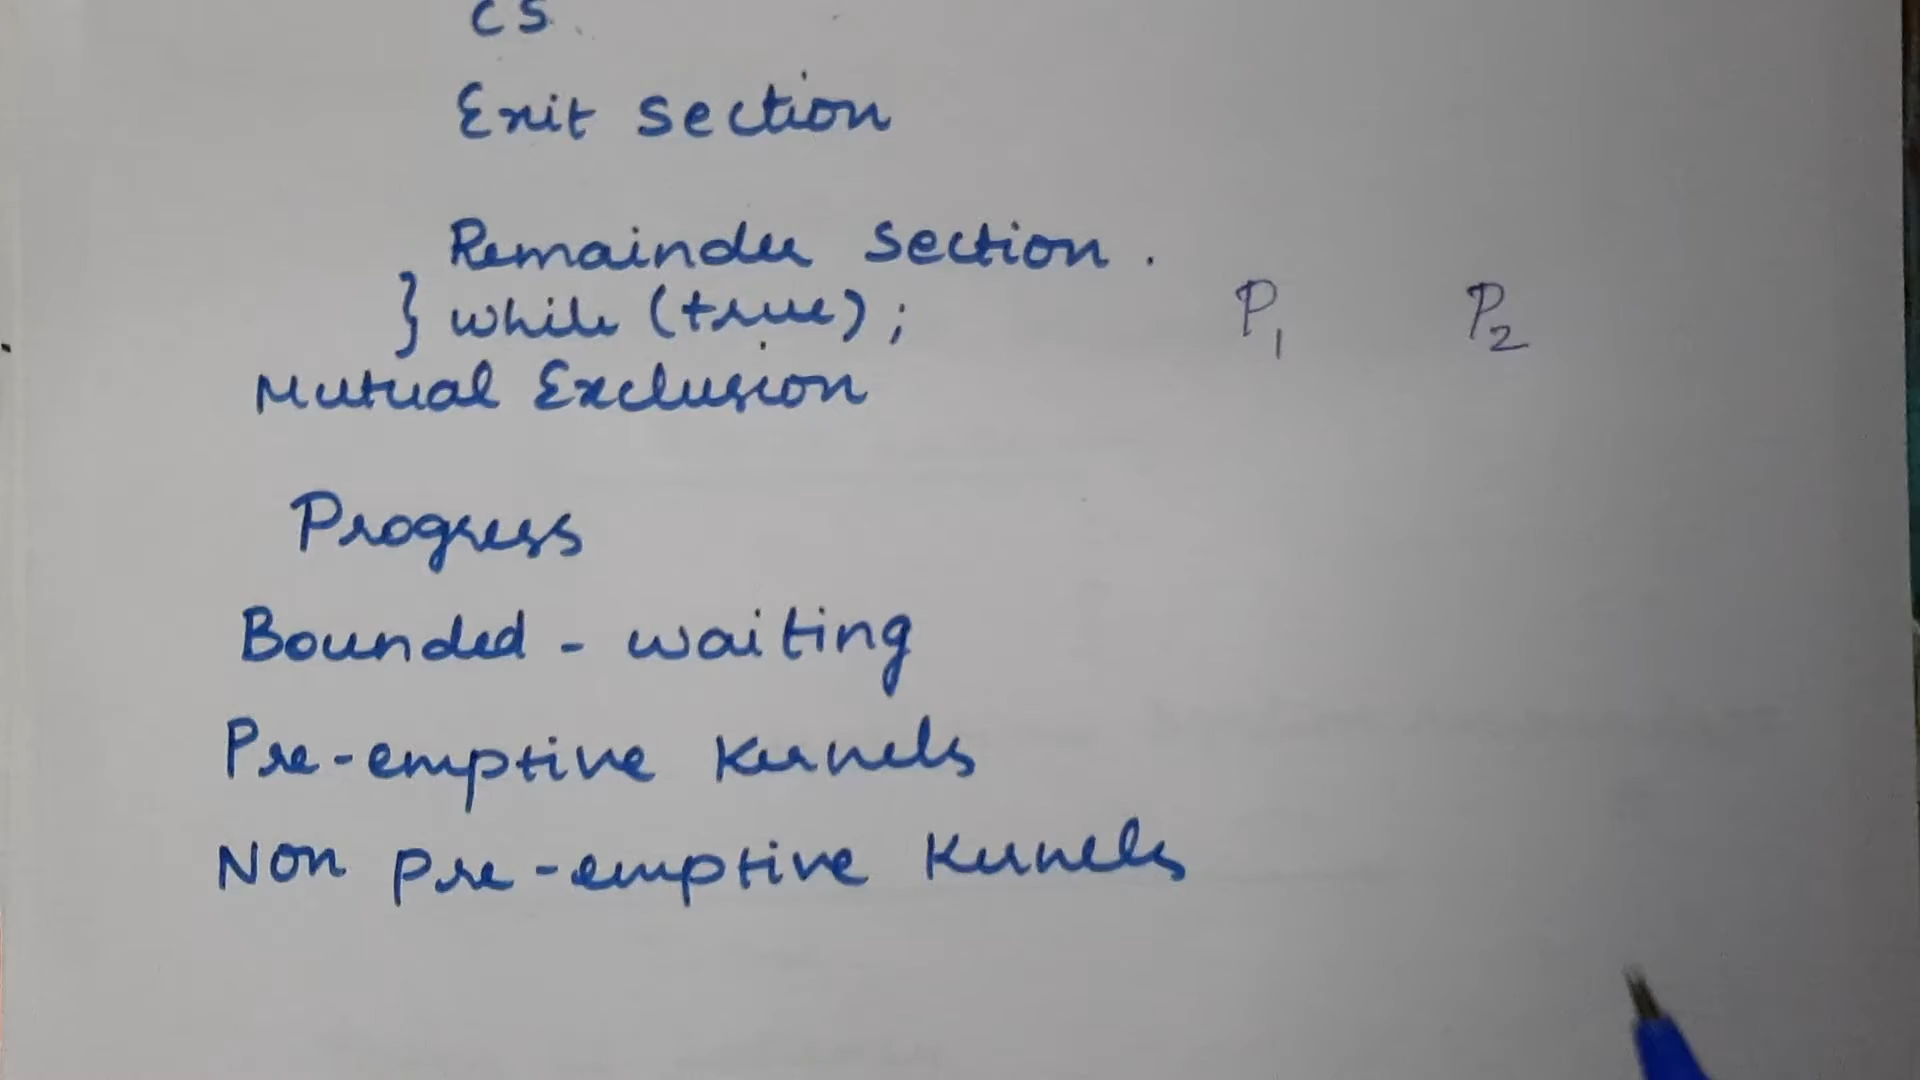 CS
Exit section
Remainder Section.
} while (true);
P1 P2
Mutual Exclusion
Progress
Bounded - waiting
Pre-emptive Kernels
Non pre-emptive Kernels